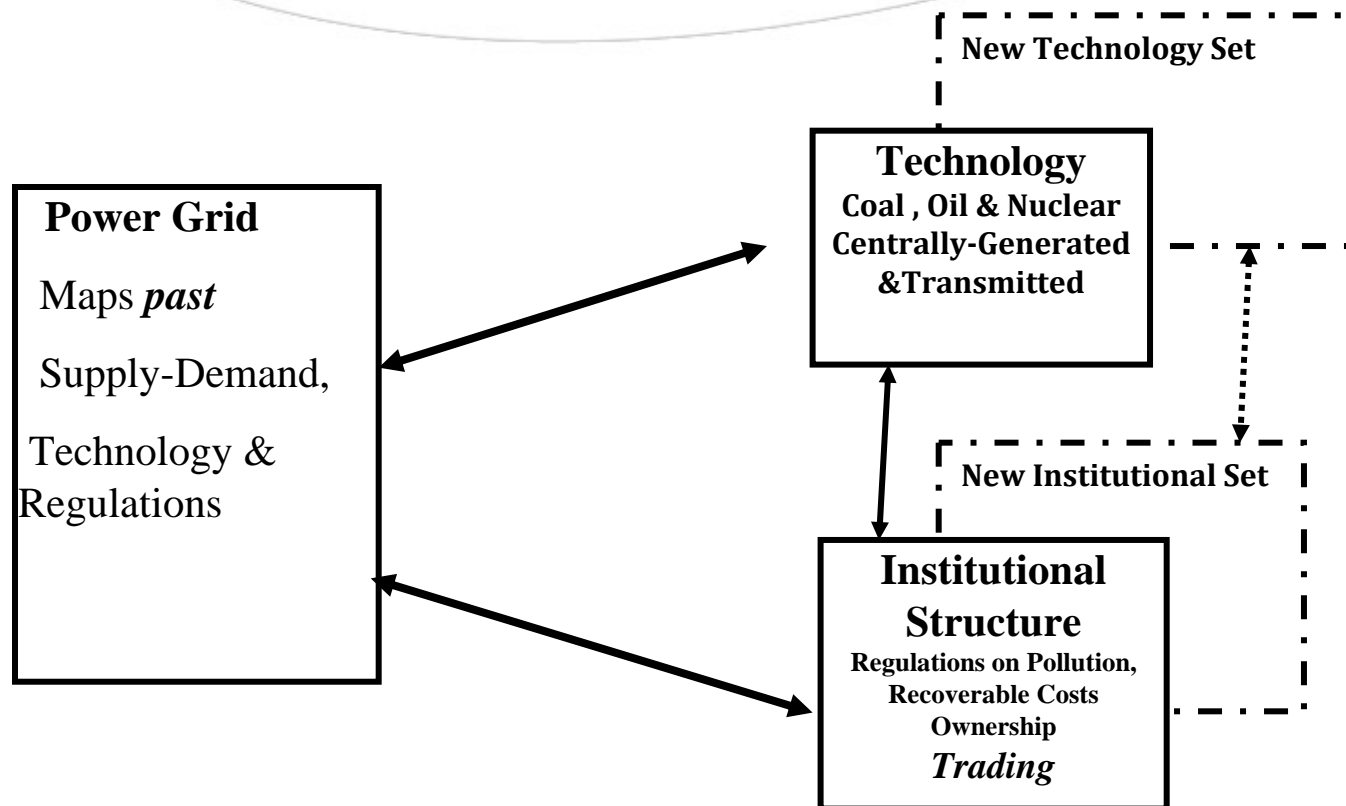 New Technology Set
Technology
Coal , Oil & Nuclear
Centrally-Generated
&Transmitted
Power Grid
Maps past
Supply-Demand,
Technology &
Regulations
New Institutional Set
Institutional
Structure
Regulations on Pollution,
Recoverable Costs
Ownership
Trading